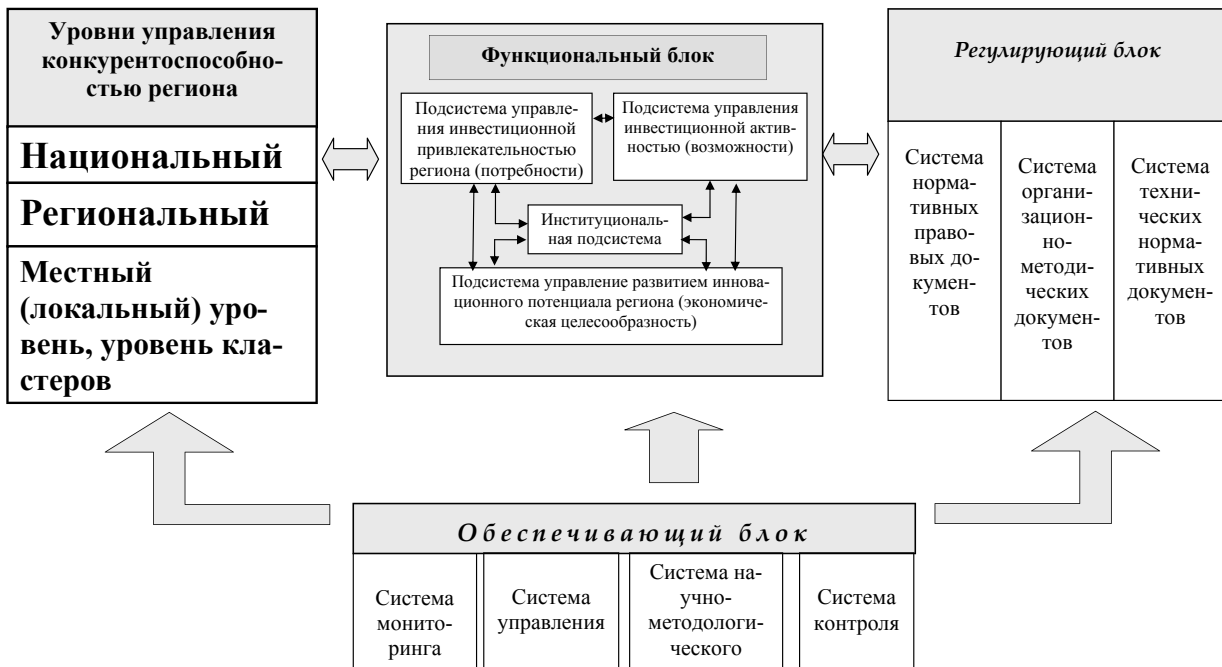 Уровни управления
конкурентоспособно-
стью региона
Национальный
Региональный
Местный
(локальный) уро-
вень, уровень кла-
стеров
Функциональный блок
Подсистема управле-
ния инвестиционной
привлекательностью
региона (потребности)
Подсистема управления
инвестиционной актив-
ностью (возможности)
Институциональ-
ная подсистема
Подсистема управление развитием иннова-
ционного потенциала региона (экономиче-
ская целесообразность)
Регулирующий блок
Система
норма-
тивных
право-
вых до-
кумен-
тов
Система
органи-
зацион-
но-
методи-
ческих
докумен-
тов
Система
техни-
ческих
норма-
тивных
докумен-
тов
Обеспечивающий блок
Система
монито-
ринга
Система
управления
Система на-
учно-
методологи-
ческого
Система
контроля